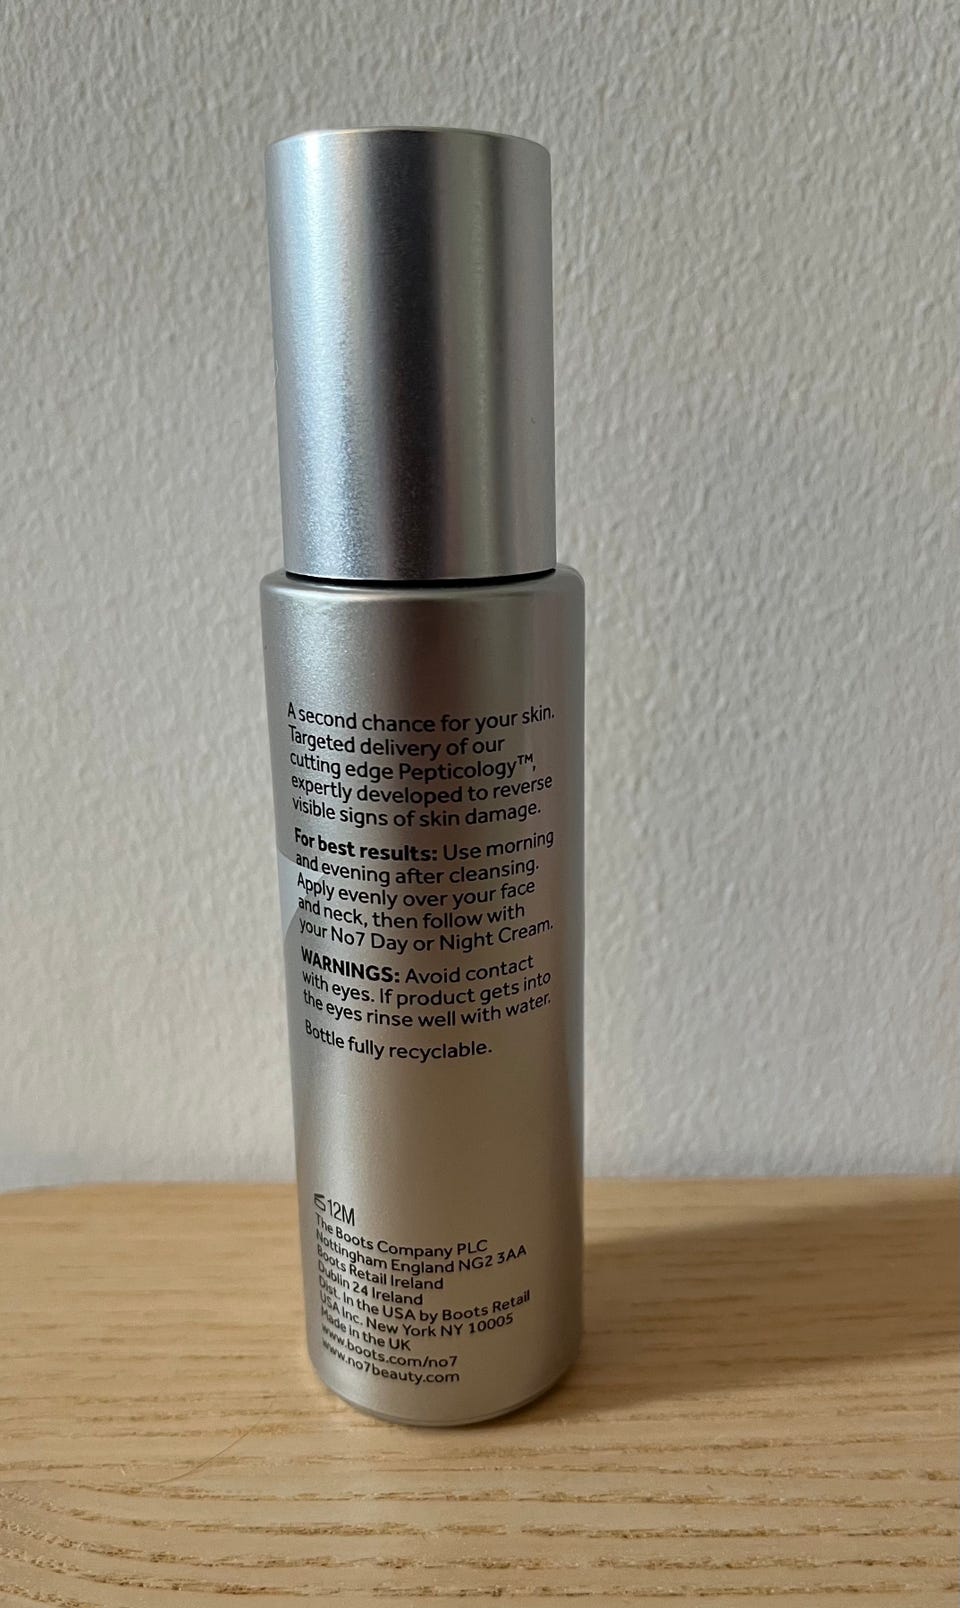 A second chance for your skin.
Targeted delivery of our
cutting edge Pepticology™,
expertly developed to reverse
visible signs of skin damage.
For best results: Use morning
and evening after cleansing.
Apply evenly over your face
and neck, then follow with
your No7 Day or Night Cream.
WARNINGS: Avoid contact
with eyes. If product gets into
the eyes rinse well with water.
Bottle fully recyclable.
12M
The Boots Company PLC
Nottingham England NG2 3AA
Boots Retail Ireland
Dublin 24 Ireland
Dist. In the USA by Boots Retail
USA Inc. New York NY 10005
Made in the UK
www.boots.com/no7
www.no7beauty.com